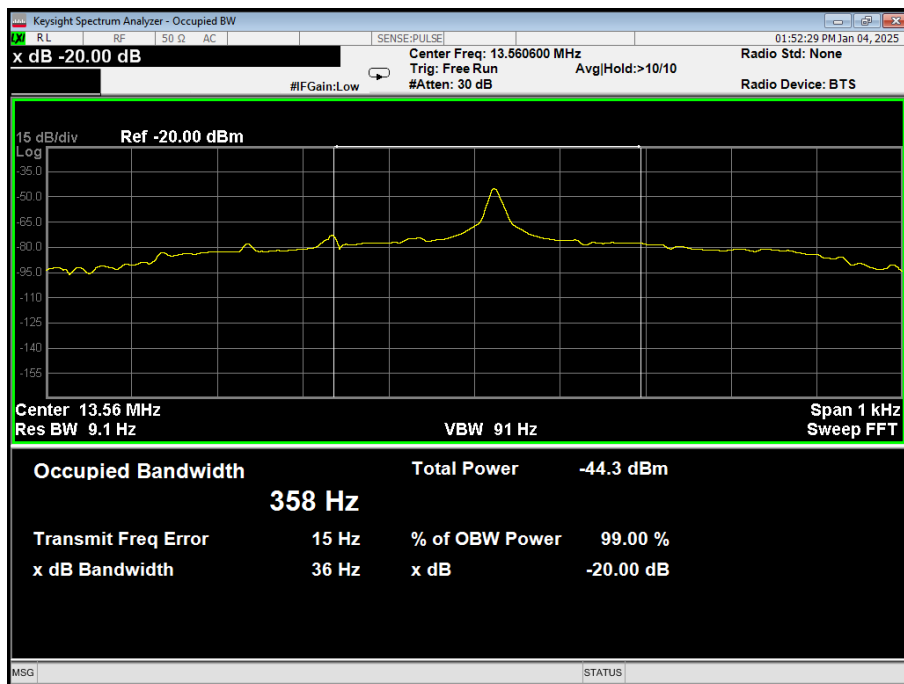 Keysight Spectrum Analyzer - Occupied BW
LXI RL RF 50 Ω AC SENSE:PULSE 01:52:29 PM Jan 04, 2025
x dB -20.00 dB
Center Freq: 13.560600 MHz Radio Std: None
Trig: Free Run Avg|Hold:>10/10
#IFGain:Low #Atten: 30 dB Radio Device: BTS
15 dB/div Ref -20.00 dBm
Log
-35.0
-50.0
-65.0
-80.0
-95.0
-110
-125
-140
-155
Center 13.56 MHz Span 1 kHz
Res BW 9.1 Hz VBW 91 Hz Sweep FFT
Occupied Bandwidth Total Power -44.3 dBm
358 Hz
Transmit Freq Error 15 Hz % of OBW Power 99.00 %
x dB Bandwidth 36 Hz x dB -20.00 dB
MSG STATUS